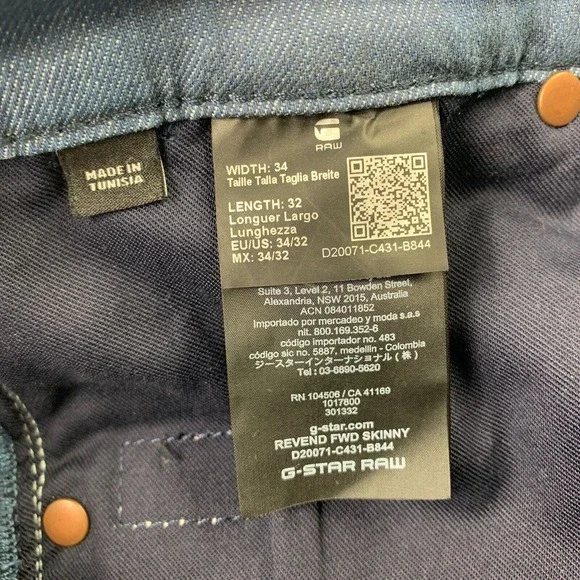 MADE IN
TUNISIA
RAW
WIDTH: 34
Taille Talla Taglia Breite
LENGTH: 32
Longuer Largo
Lunghezza
EU/US: 34/32
MX: 34/32
D20071-C431-B844
Suite 3, Level 2, 11 Bowden Street,
Alexandria, NSW 2015, Australia
ACN 084011852
Importado por mercadeo y moda s.a.s
nit. 800.169.352-6
código importador no. 483
código sic no. 5887, medellin - Colombia
ジースターインターナショナル (株)
Tel: 03-6890-5620
RN 104506 / CA 41169
1017800
301332
g-star.com
REVEND FWD SKINNY
D20071-C431-B844
G-STAR RAW